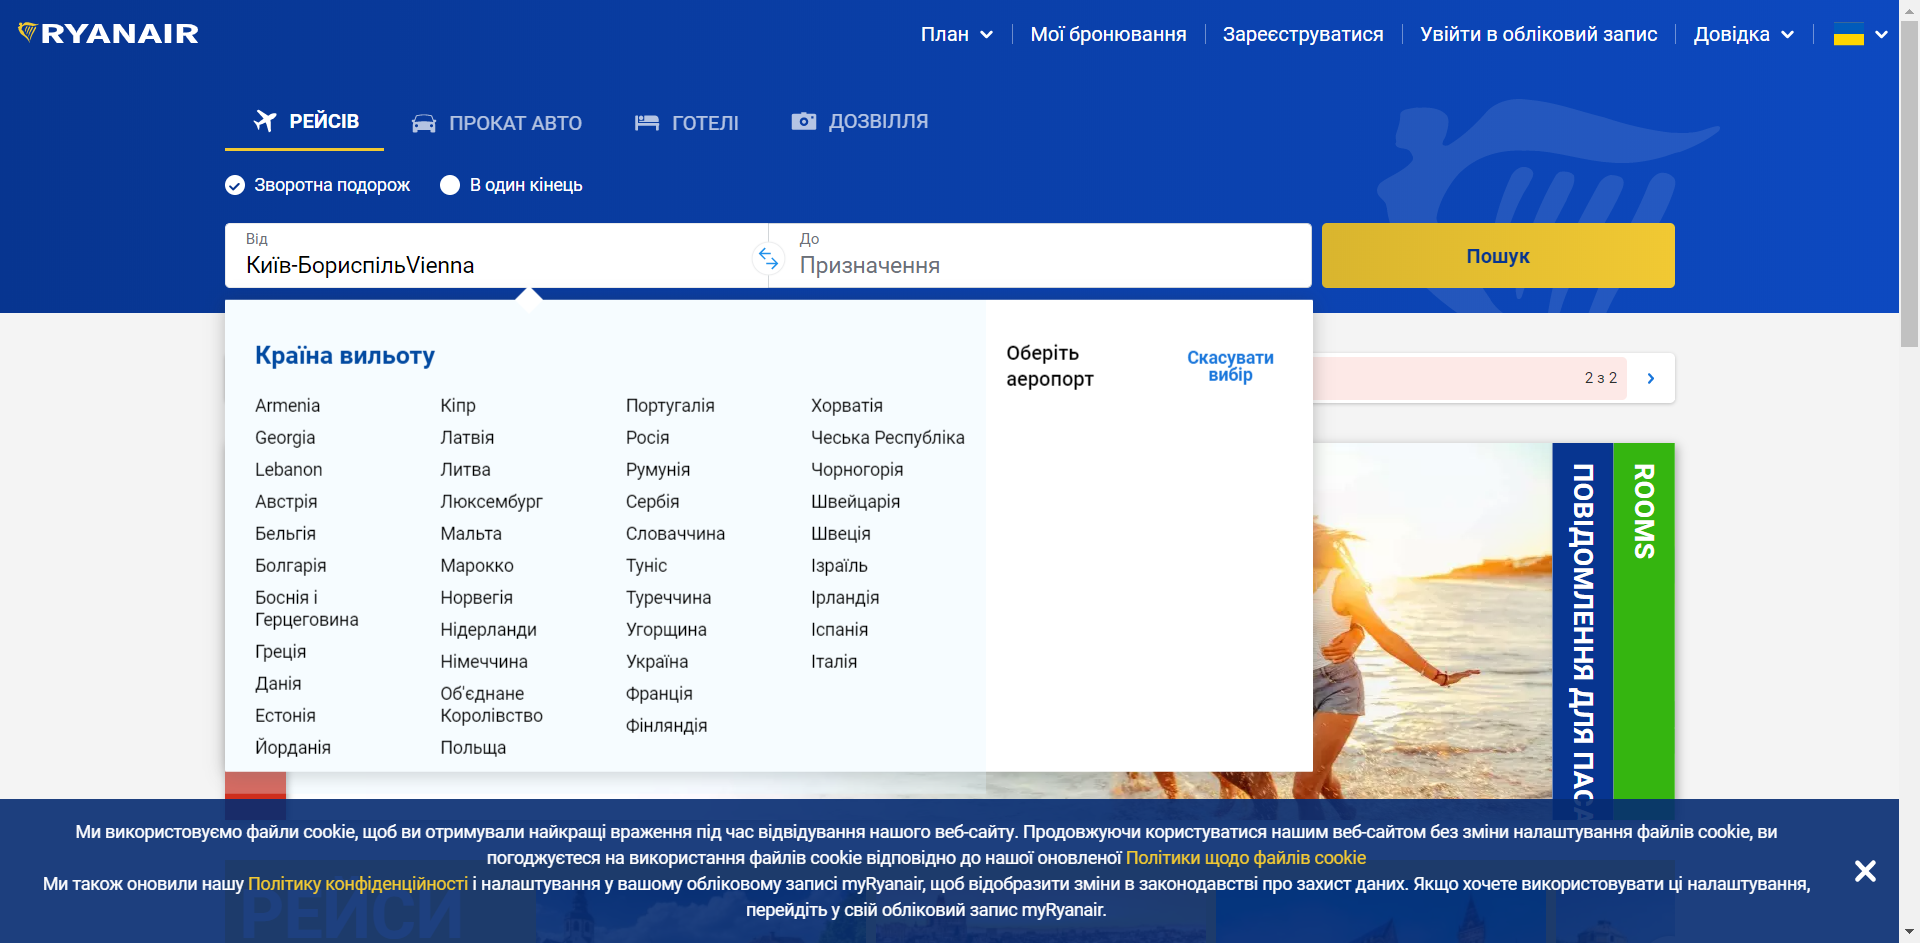 RYANAIR
План
Мої бронювання
Зареєструватися
Увійти в обліковий запис
Довідка
РЕЙСІВ
ПРОКАТ АВТО
ГОТЕЛІ
ДОЗВІЛЛЯ
Зворотна подорож
В один кінець
Від
Київ-БориспільVienna
До
Призначення
Пошук
Країна вильоту
Armenia
Georgia
Lebanon
Австрія
Бельгія
Болгарія
Боснія і
Герцеговина
Греція
Данія
Естонія
Йорданія
Кіпр
Латвія
Литва
Люксембург
Мальта
Марокко
Норвегія
Нідерланди
Німеччина
Об'єднане
Королівство
Польща
Португалія
Росія
Румунія
Сербія
Словаччина
Туніс
Туреччина
Угорщина
Україна
Франція
Фінляндія
Хорватія
Чеська Республіка
Чорногорія
Швейцарія
Швеція
Ізраїль
Ірландія
Іспанія
Італія
Оберіть
аеропорт
Скасувати
вибір
2 з 2
ПОВІДОМЛЕННЯ ДЛЯ ПАСА
ROOMS
Ми використовуємо файли cookie, щоб ви отримували найкращі враження під час відвідування нашого веб-сайту. Продовжуючи користуватися нашим веб-сайтом без зміни налаштування файлів cookie, ви
погоджуєтеся на використання файлів cookie відповідно до нашої оновленої Політики щодо файлів cookie
Ми також оновили нашу Політику конфіденційності і налаштування у вашому обліковому записі myRyanair, щоб відобразити зміни в законодавстві про захист даних. Якщо хочете використовувати ці налаштування,
перейдіть у свій обліковий запис myRyanair.
РЕЙСИ